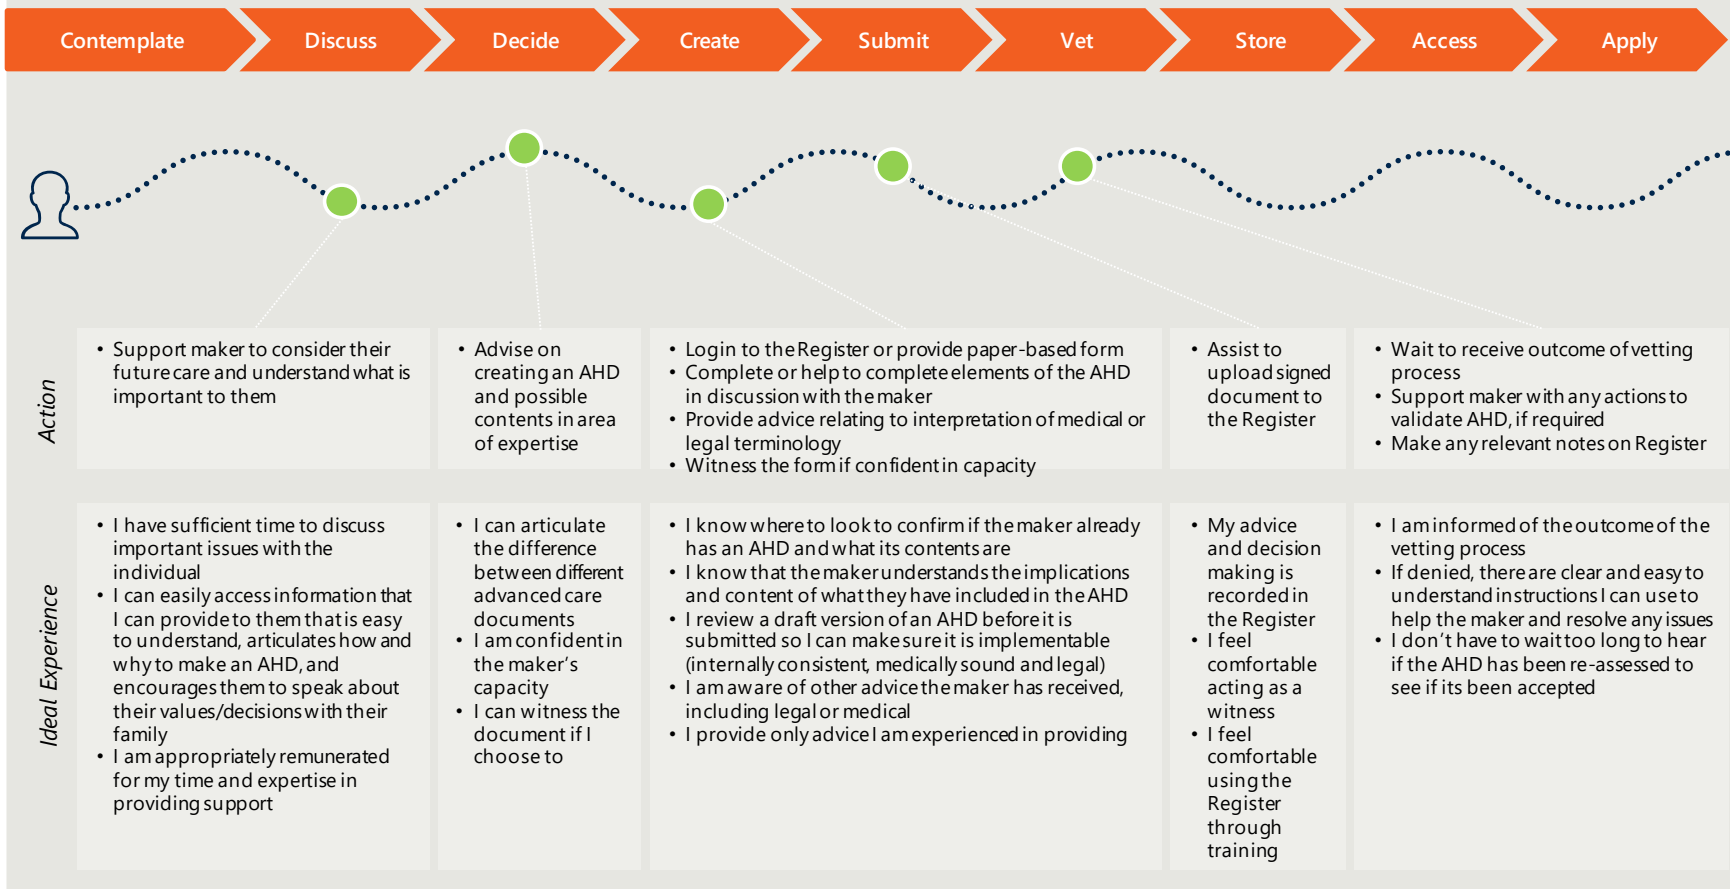 Contemplate
Discuss
Decide
Create
Submit
Vet
Store
Access
Apply
Action
• Support maker to consider their
future care and understand what is
important to them
• Advise on
creating an AHD
and possible
contents in area
of expertise
• Login to the Register or provide paper-based form
• Complete or help to complete elements of the AHD
in discussion with the maker
• Provide advice relating to interpretation of medical or
legal terminology
• Witness the form if confident in capacity
• Assist to
upload signed
document to
the Register
• Wait to receive outcome of vetting
process
• Support maker with any actions to
validate AHD, if required
• Make any relevant notes on Register
Ideal Experience
• I have sufficient time to discuss
important issues with the
individual
• I can easily access information that
I can provide to them that is easy
to understand, articulates how and
why to make an AHD, and
encourages them to speak about
their values/decisions with their
family
• I am appropriately remunerated
for my time and expertise in
providing support
• I can articulate
the difference
between different
advanced care
documents
• I am confident in
the maker's
capacity
• I can witness the
document if I
choose to
• I know where to look to confirm if the maker already
has an AHD and what its contents are
• I know that the maker understands the implications
and content of what they have included in the AHD
• I review a draft version of an AHD before it is
submitted so I can make sure it is implementable
(internally consistent, medically sound and legal)
• I am aware of other advice the maker has received,
including legal or medical
• I provide only advice I am experienced in providing
• My advice
and decision
making is
recorded in
the Register
• I feel
comfortable
acting as a
witness
• I feel
comfortable
using the
Register
through
training
• I am informed of the outcome of the
vetting process
• If denied, there are clear and easy to
understand instructions I can use to
help the maker and resolve any issues
• I don't have to wait too long to hear
if the AHD has been re-assessed to
see if its been accepted